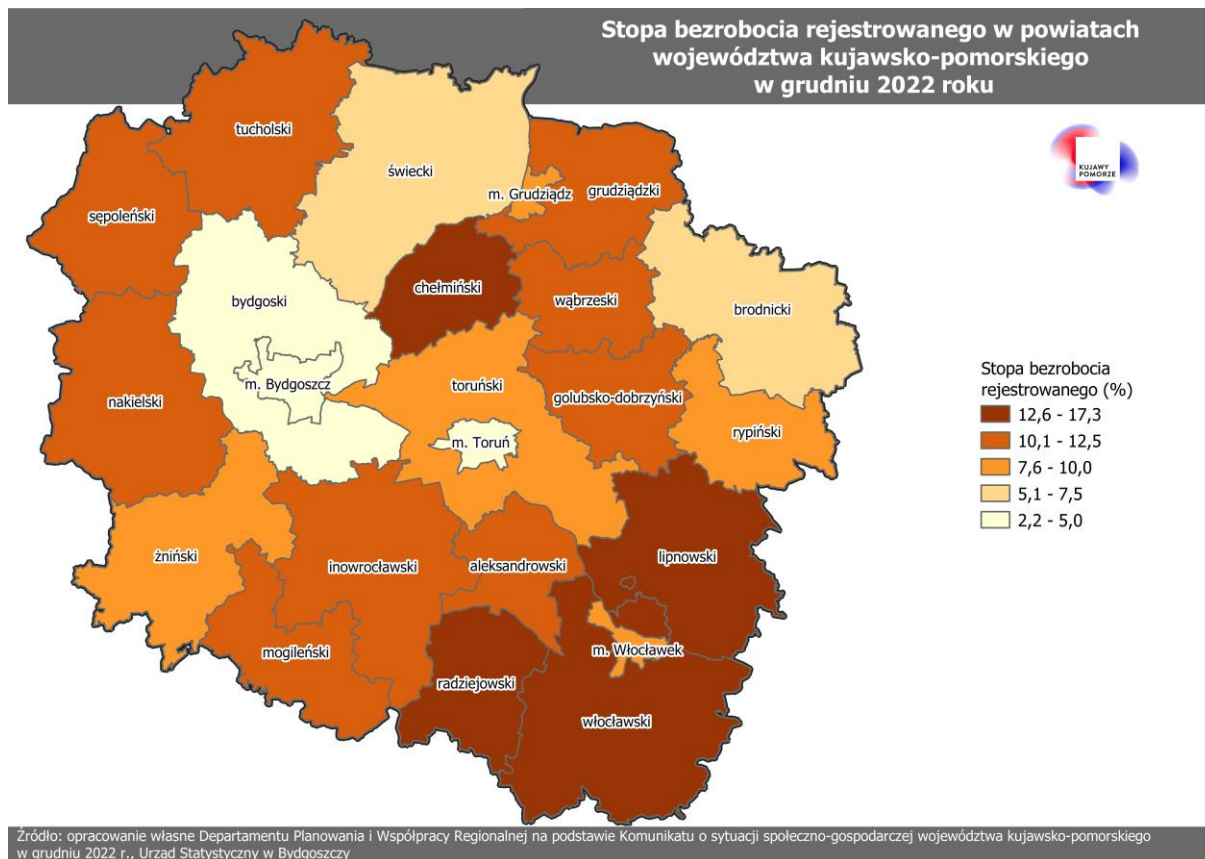 Stopa bezrobocia rejestrowanego w powiatach
województwa kujawsko-pomorskiego
w grudniu 2022 roku
KUJAWY
POMORZE
tucholski
świecki
m. Grudziądz
grudziądzki
sępoleński
chełmiński
wąbrzeski
brodnicki
bydgoski
m. Bydgoszcz
toruński
golubsko-dobrzyński
nakielski
m. Toruń
rypiński
żniński
inowrocławski
aleksandrowski
lipnowski
mogileński
radziejowski
m. Włocławek
włocławski
Stopa bezrobocia
rejestrowanego (%)
12,6 - 17,3
10,1 - 12,5
7,6 - 10,0
5,1 - 7,5
2,2 - 5,0
Źródło: opracowanie własne Departamentu Planowania i Współpracy Regionalnej na podstawie Komunikatu o sytuacji społeczno-gospodarczej województwa kujawsko-pomorskiego
w grudniu 2022 r., Urząd Statystyczny w Bydgoszczy